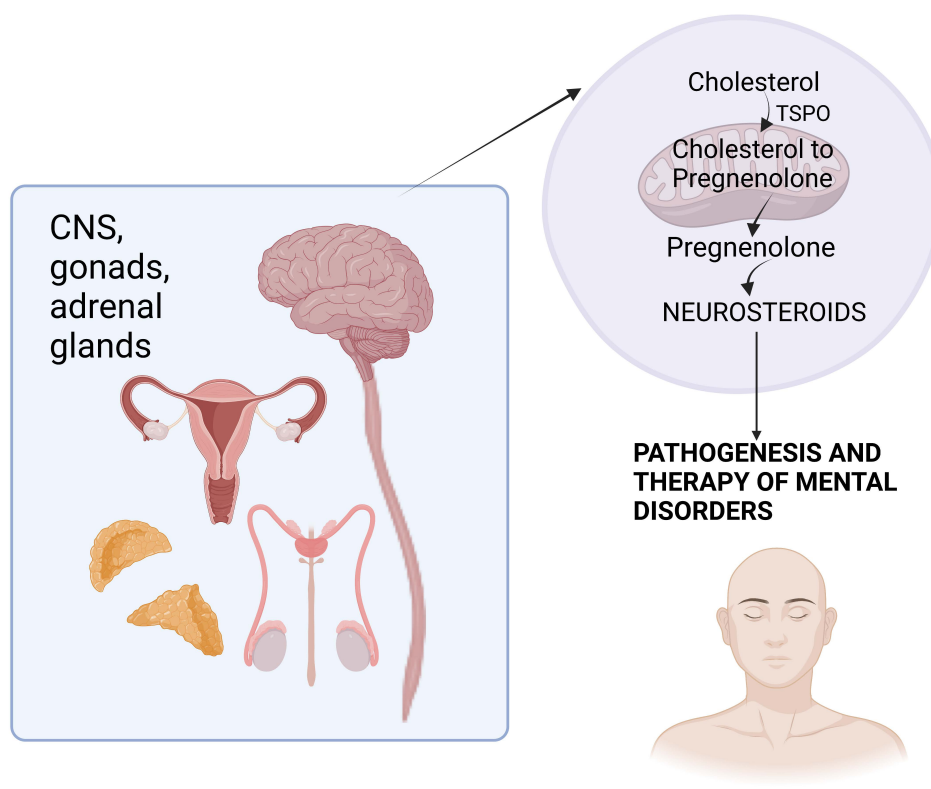 CNS,
gonads,
adrenal
glands
Cholesterol
TSPO
Cholesterol to
Pregnenolone
Pregnenolone
NEUROSTEROIDS
PATHOGENESIS AND
THERAPY OF MENTAL
DISORDERS